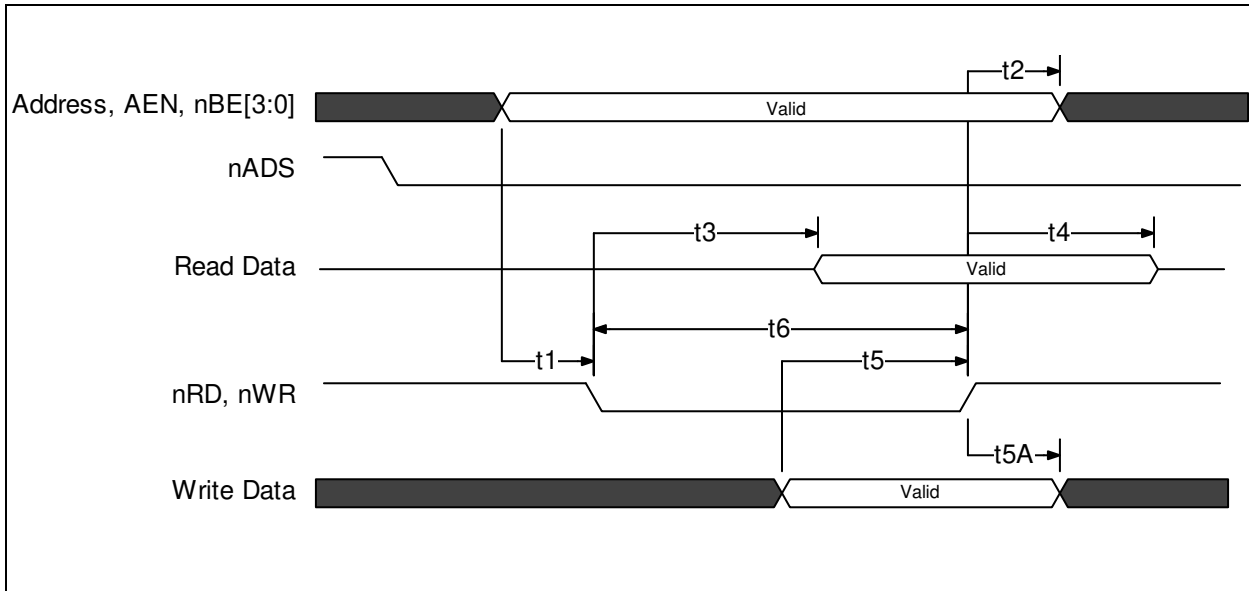 t2
Address, AEN, nBE[3:0] Valid
nADS
t3 t4
Read Data Valid
t6
t1 t5
nRD, nWR
t5A
Write Data Valid